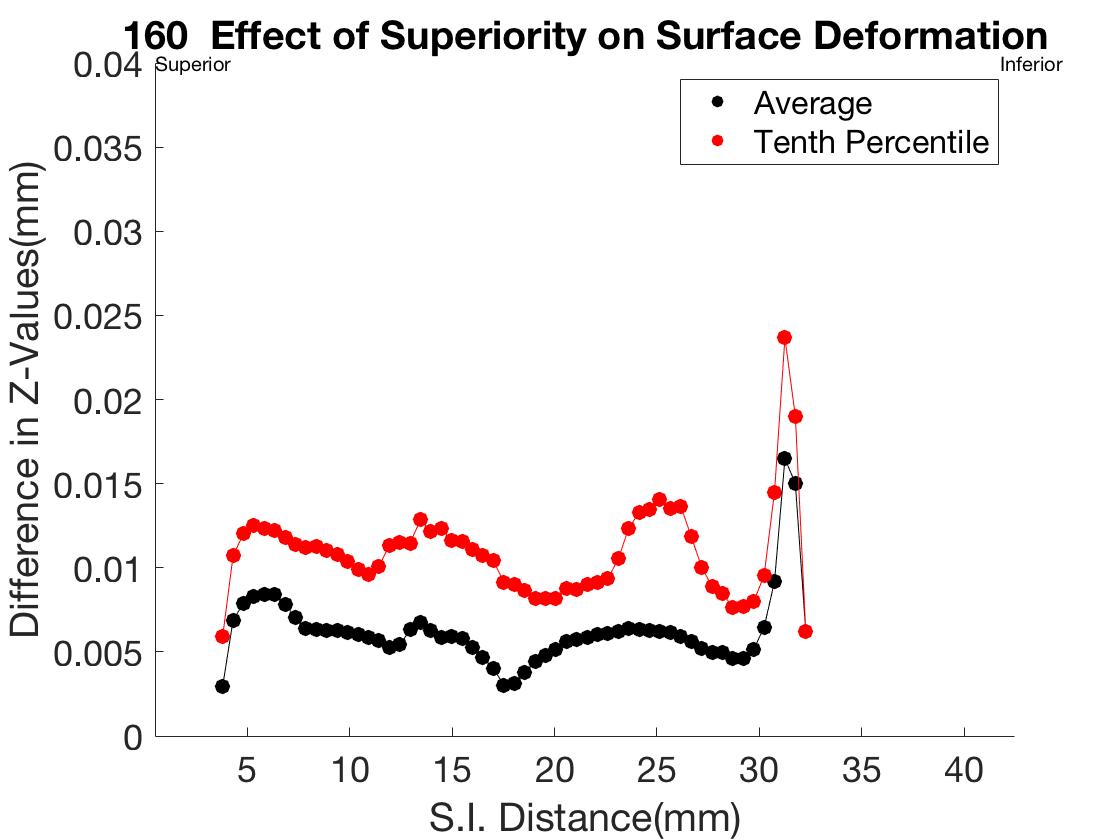 160  Effect of Superiority on Surface Deformation
Superior
Inferior
Average
Tenth Percentile
0.04
0.035
0.03
0.025
0.02
0.015
0.01
0.005
0
Difference in Z-Values(mm)
5 10 15 20 25 30 35 40
S.I. Distance(mm)